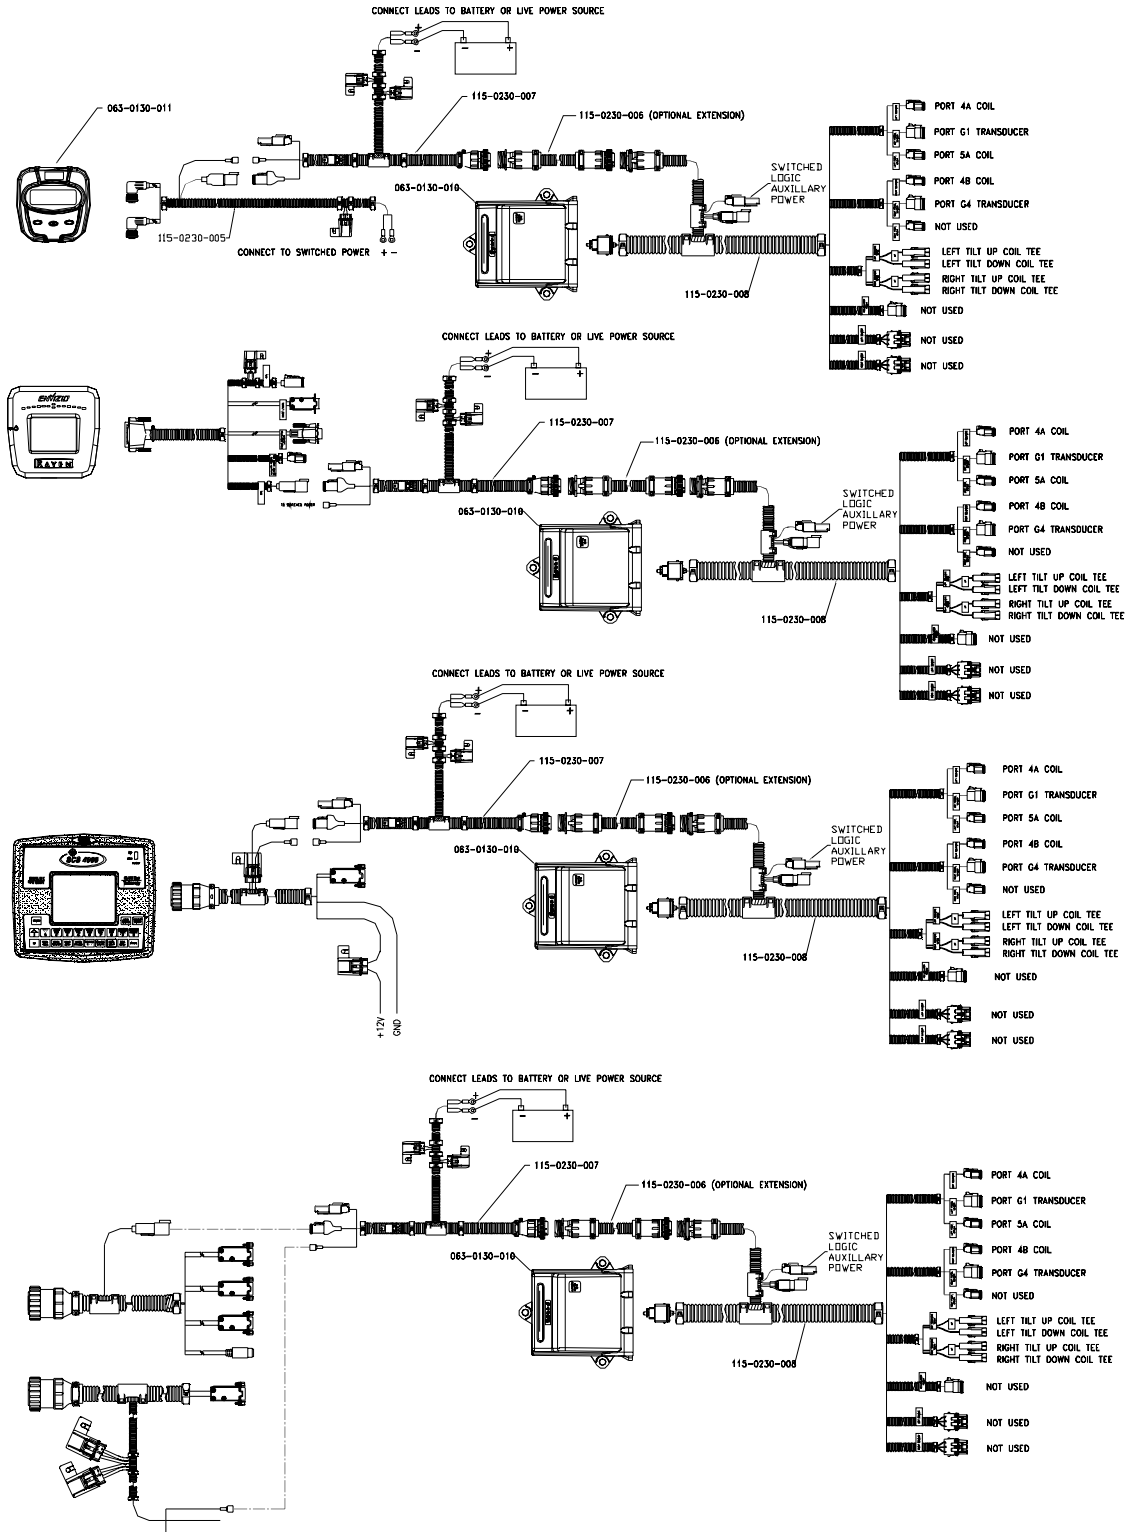 CONNECT LEADS TO BATTERY OR LIVE POWER SOURCE
+
-
- +
063-0130-011
115-0230-007
115-0230-006 (OPTIONAL EXTENSION)
SWITCHED
LOGIC
AUXILLARY
POWER
063-0130-010
115-0230-005
CONNECT TO SWITCHED POWER + -
115-0230-008
PORT 4A COIL
PORT G1 TRANSDUCER
PORT 5A COIL
PORT 4B COIL
PORT G4 TRANSDUCER
NOT USED
LEFT TILT UP COIL TEE
LEFT TILT DOWN COIL TEE
RIGHT TILT UP COIL TEE
RIGHT TILT DOWN COIL TEE
NOT USED
NOT USED
NOT USED
CONNECT LEADS TO BATTERY OR LIVE POWER SOURCE
+
-
- +
ENVIZIO
RAVEN
115-0230-007
115-0230-006 (OPTIONAL EXTENSION)
TO SWITCHED POWER
063-0130-010
SWITCHED
LOGIC
AUXILLARY
POWER
115-0230-008
PORT 4A COIL
PORT G1 TRANSDUCER
PORT 5A COIL
PORT 4B COIL
PORT G4 TRANSDUCER
NOT USED
LEFT TILT UP COIL TEE
LEFT TILT DOWN COIL TEE
RIGHT TILT UP COIL TEE
RIGHT TILT DOWN COIL TEE
NOT USED
NOT USED
NOT USED
CONNECT LEADS TO BATTERY OR LIVE POWER SOURCE
+
-
- +
115-0230-007
115-0230-006 (OPTIONAL EXTENSION)
063-0130-010
SWITCHED
LOGIC
AUXILLARY
POWER
115-0230-008
+12V
GND
PORT 4A COIL
PORT G1 TRANSDUCER
PORT 5A COIL
PORT 4B COIL
PORT G4 TRANSDUCER
NOT USED
LEFT TILT UP COIL TEE
LEFT TILT DOWN COIL TEE
RIGHT TILT UP COIL TEE
RIGHT TILT DOWN COIL TEE
NOT USED
NOT USED
NOT USED
CONNECT LEADS TO BATTERY OR LIVE POWER SOURCE
+
-
- +
115-0230-007
115-0230-006 (OPTIONAL EXTENSION)
063-0130-010
SWITCHED
LOGIC
AUXILLARY
POWER
115-0230-008
PORT 4A COIL
PORT G1 TRANSDUCER
PORT 5A COIL
PORT 4B COIL
PORT G4 TRANSDUCER
NOT USED
LEFT TILT UP COIL TEE
LEFT TILT DOWN COIL TEE
RIGHT TILT UP COIL TEE
RIGHT TILT DOWN COIL TEE
NOT USED
NOT USED
NOT USED